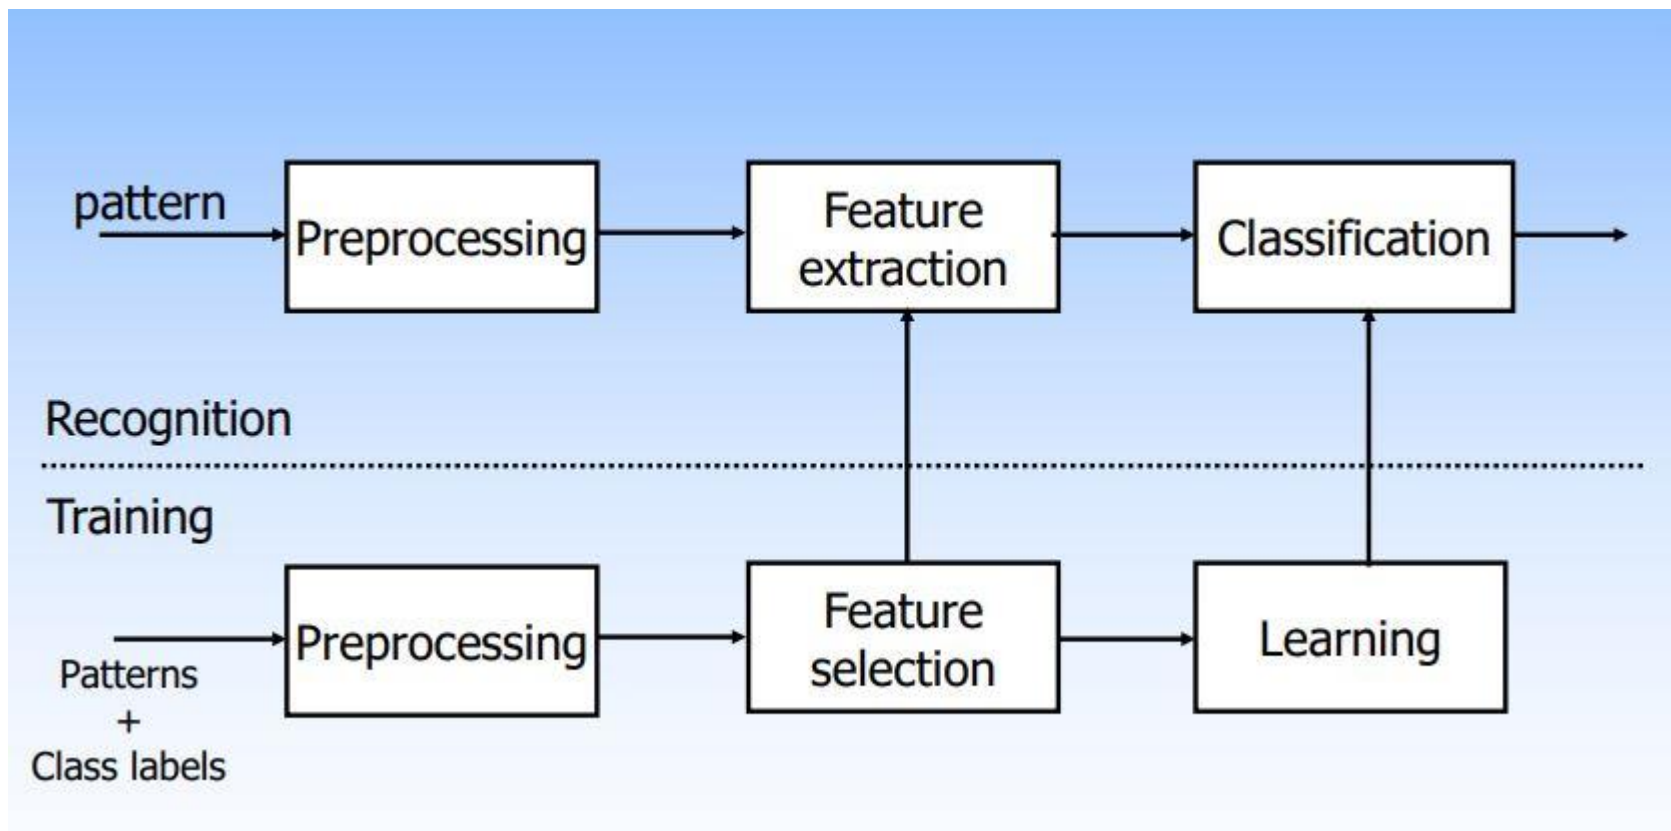 pattern
Preprocessing
Feature
extraction
Classification
Recognition
Training
Preprocessing
Feature
selection
Learning
Patterns
+
Class labels